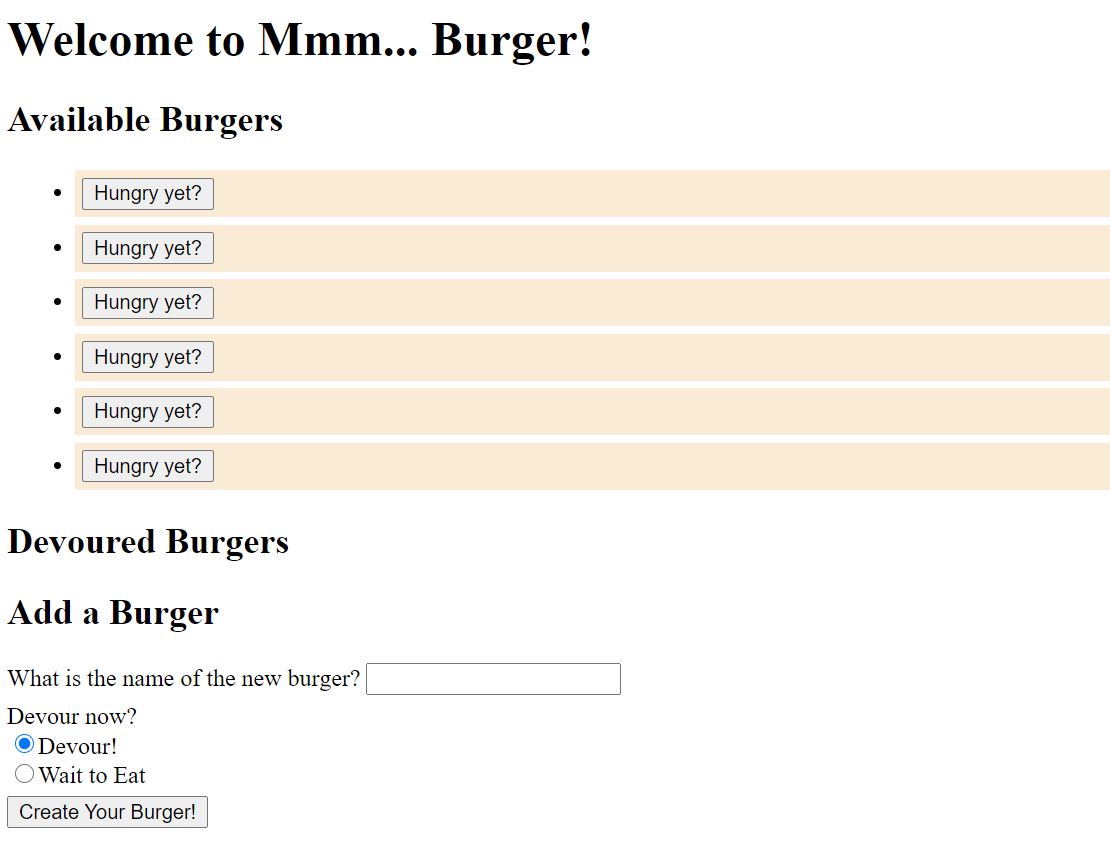 Welcome to Mmm... Burger!
Available Burgers
Hungry yet?
Hungry yet?
Hungry yet?
Hungry yet?
Hungry yet?
Hungry yet?
Devoured Burgers
Add a Burger
What is the name of the new burger?
Devour now?
Devour!
Wait to Eat
Create Your Burger!